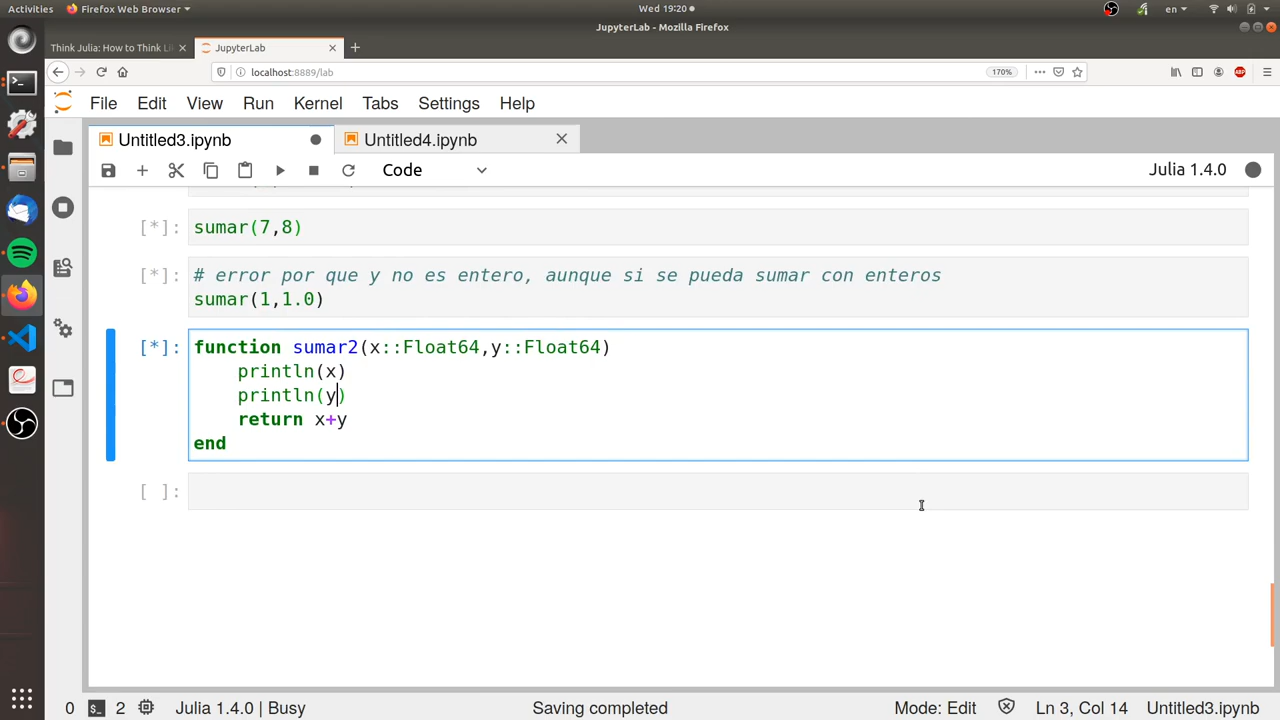 Activities
Firefox Web Browser
Wed 19:20
en
JupyterLab - Mozilla Firefox
Think Julia: How to Think Li
JupyterLab
localhost:8889/lab
170%
ABP
File Edit View Run Kernel Tabs Settings Help
Untitled3.ipynb
Untitled4.ipynb
Code
Julia 1.4.0
[*]: sumar(7,8)
[*]: # error por que y no es entero, aunque si se pueda sumar con enteros
sumar(1,1.0)
[*]: function sumar2(x::Float64,y::Float64)
println(x)
println(y)
return x+y
end
[ ]:
0 $_ 2 Julia 1.4.0 | Busy Saving completed Mode: Edit Ln 3, Col 14 Untitled3.ipynb